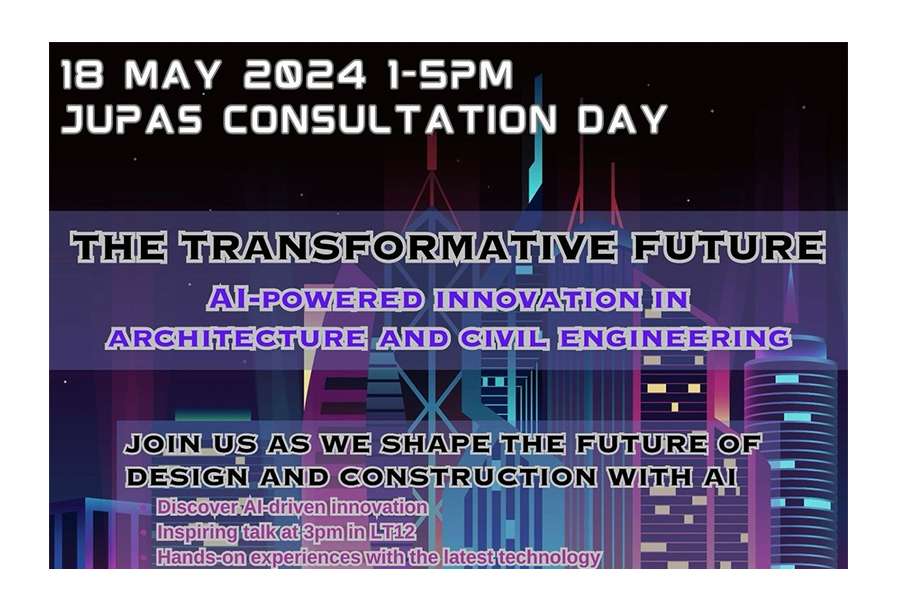 18 MAY 2024 1-5PM
JUPAS CONSULTATION DAY
THE TRANSFORMATIVE FUTURE
AI-POWERED INNOVATION IN
ARCHITECTURE AND CIVIL ENGINEERING
JOIN US AS WE SHAPE THE FUTURE OF
DESIGN AND CONSTRUCTION WITH AI
• Discover AI-driven innovation
• Inspiring talk at 3pm in LT12
• Hands-on experiences with the latest technology